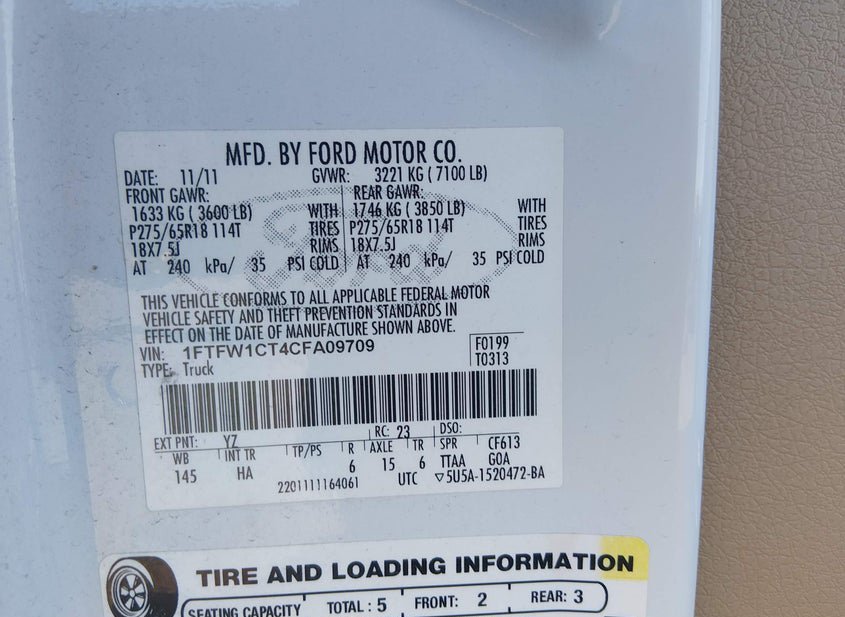 MFD. BY FORD MOTOR CO.
DATE: 11/11 GVWR: 3221 KG ( 7100 LB)
FRONT GAWR: REAR GAWR:
1633 KG ( 3600 LB) WITH 1746 KG ( 3850 LB) WITH
P275/65R18 114T TIRES P275/65R18 114T TIRES
18X7.5J RIMS 18X7.5J RIMS
AT 240 kPa/ 35 PSI COLD AT 240 kPa/ 35 PSI COLD
THIS VEHICLE CONFORMS TO ALL APPLICABLE FEDERAL MOTOR
VEHICLE SAFETY AND THEFT PREVENTION STANDARDS IN
EFFECT ON THE DATE OF MANUFACTURE SHOWN ABOVE.
VIN: 1FTFW1CT4CFA09709 F0199
TYPE: Truck T0313
EXT PNT: YZ RC: 23 DSO:
WB INT TR TP/PS R AXLE TR SPR CF613
145 HA 6 15 6 TTAA GOA
2201111164061 UTC ▽5U5A-1520472-BA
TIRE AND LOADING INFORMATION
SEATING CAPACITY TOTAL : 5 FRONT: 2 REAR: 3